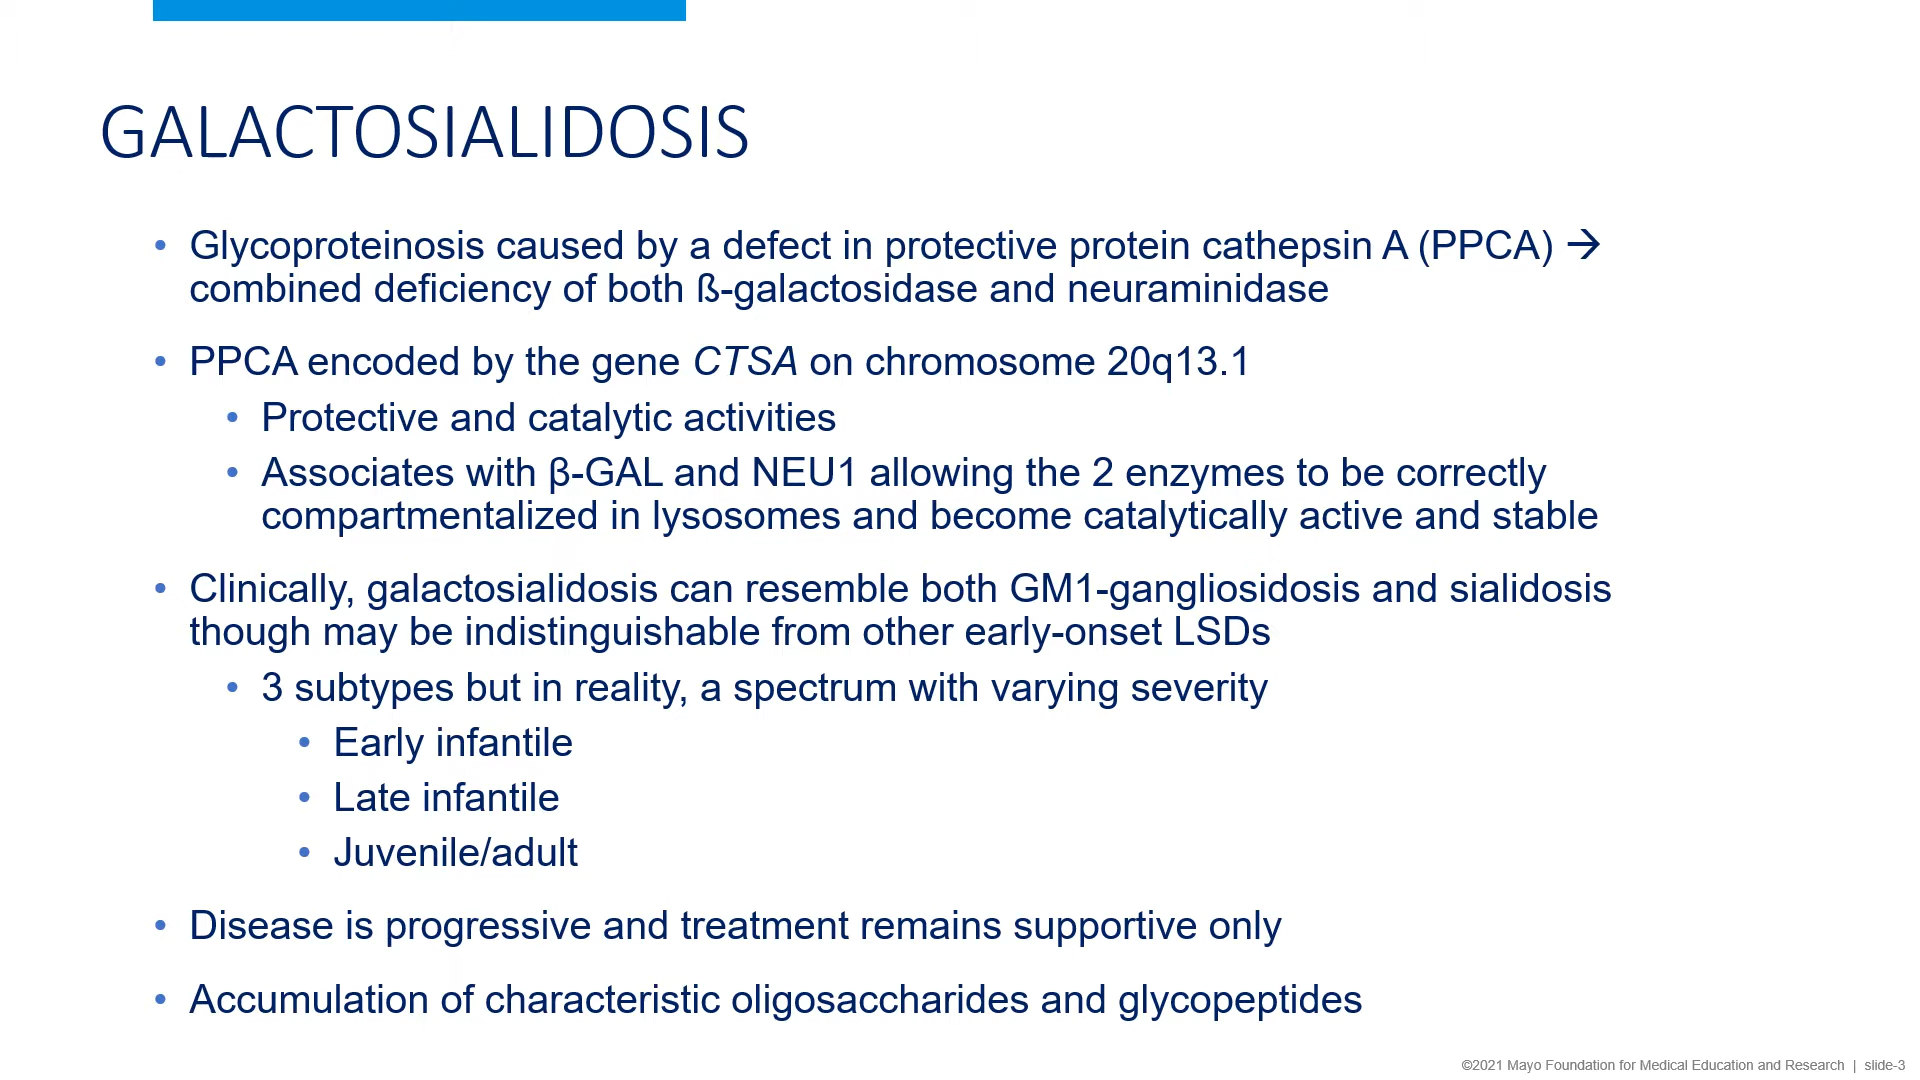 GALACTOSIALIDOSIS
• Glycoproteinosis caused by a defect in protective protein cathepsin A (PPCA) →
combined deficiency of both ß-galactosidase and neuraminidase
• PPCA encoded by the gene CTSA on chromosome 20q13.1
• Protective and catalytic activities
• Associates with β-GAL and NEU1 allowing the 2 enzymes to be correctly
compartmentalized in lysosomes and become catalytically active and stable
• Clinically, galactosialidosis can resemble both GM1-gangliosidosis and sialidosis
though may be indistinguishable from other early-onset LSDs
• 3 subtypes but in reality, a spectrum with varying severity
• Early infantile
• Late infantile
• Juvenile/adult
• Disease is progressive and treatment remains supportive only
• Accumulation of characteristic oligosaccharides and glycopeptides
©2021 Mayo Foundation for Medical Education and Research | slide-3